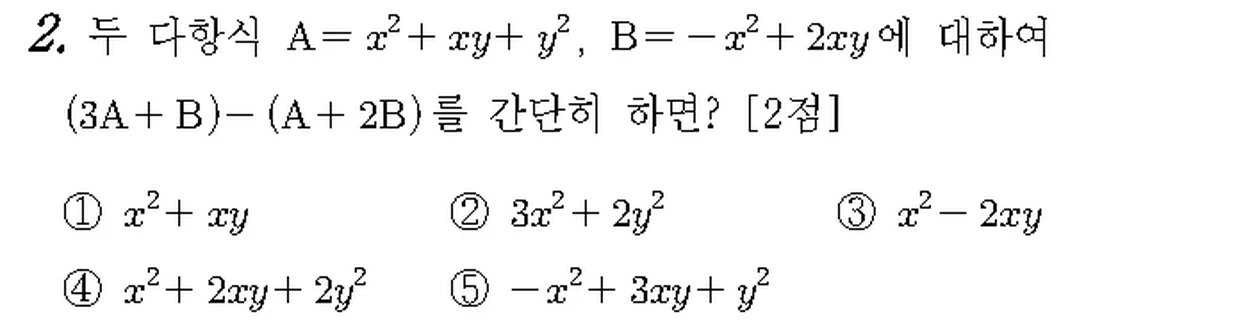 2. 두 다항식 A= x²+ xy+ y², B= -x²+ 2xy에 대하여
(3A+ B)-(A+ 2B)를 간단히 하면? [2점]
① x²+ xy ② 3x²+ 2y² ③ x²- 2xy
④ x²+ 2xy+ 2y² ⑤ -x²+ 3xy+ y²